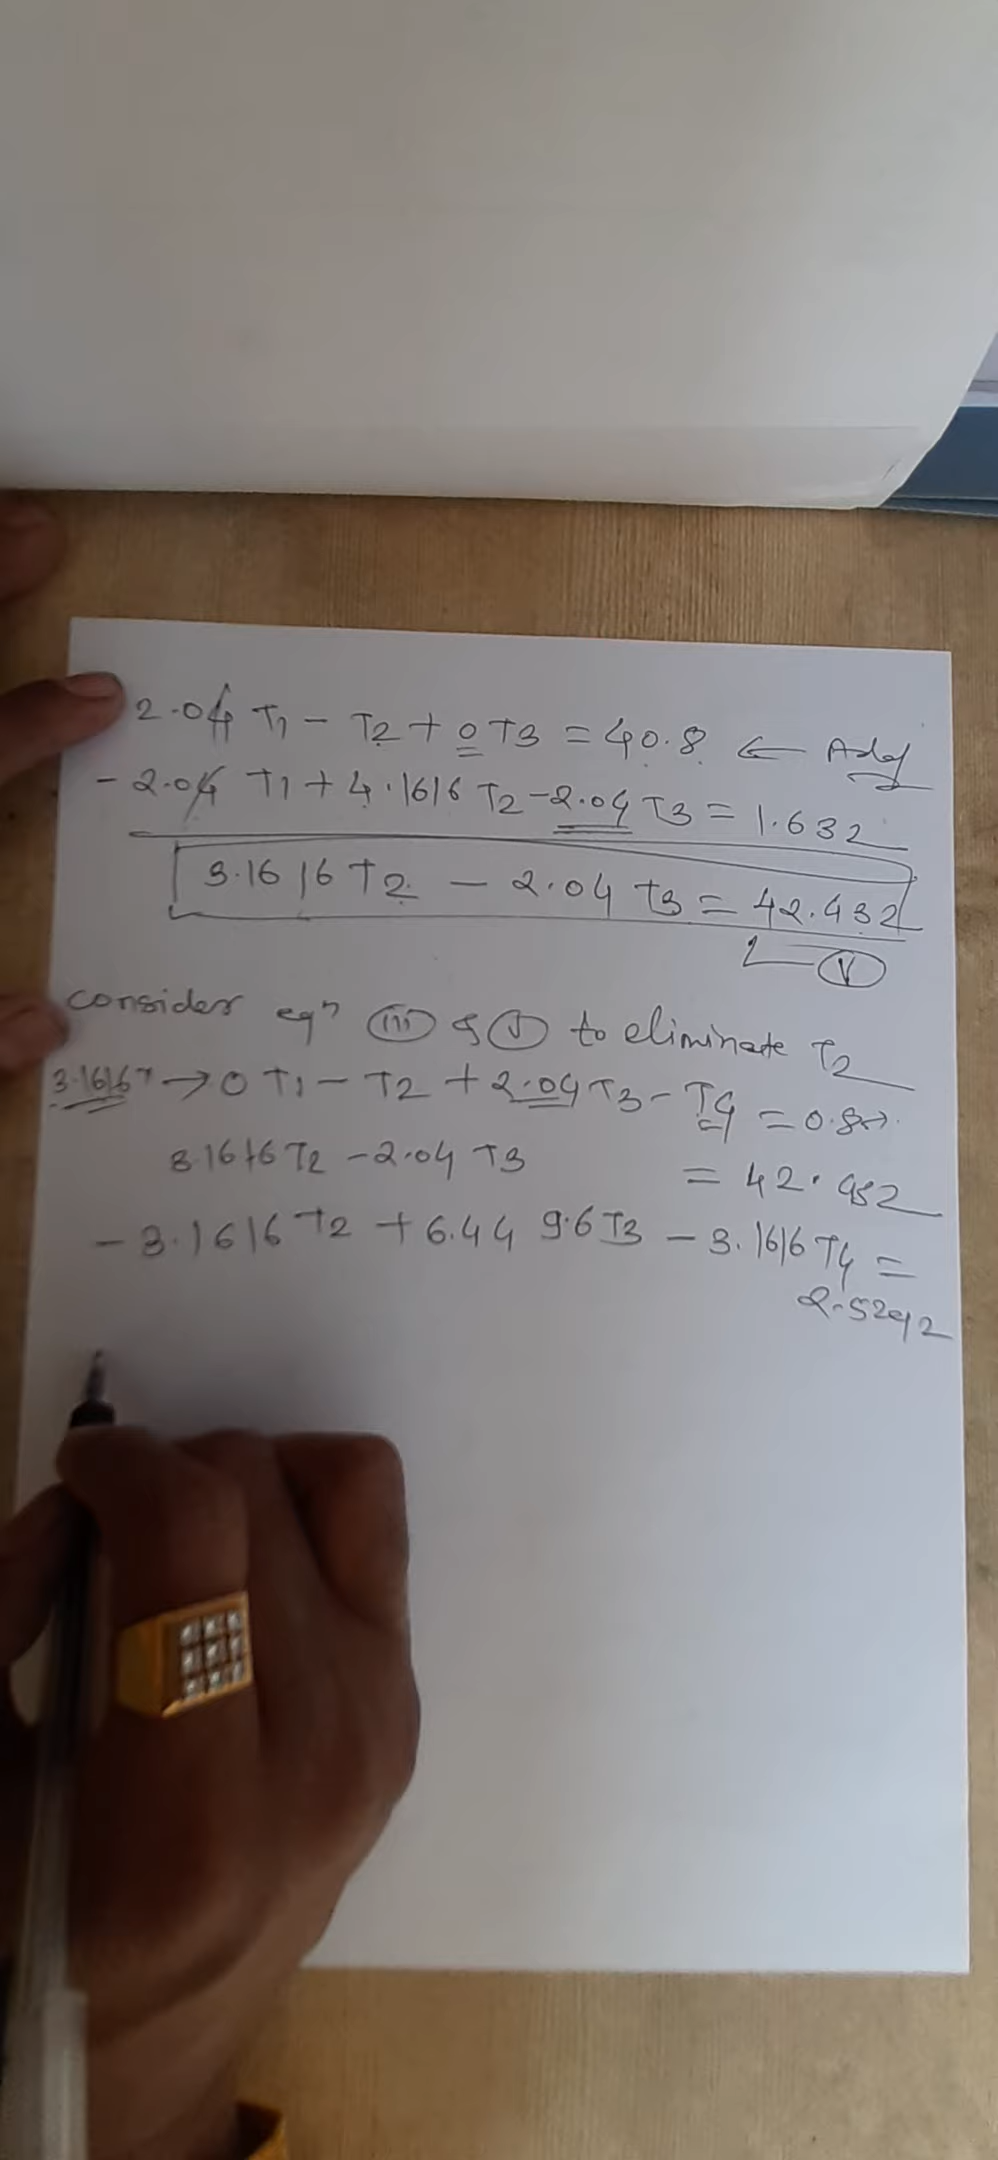 2.04 T1 - T2 + 0 T3 = 40.8 ← Add
- 2.04 T1 + 4.1616 T2 - 2.04 T3 = 1.632
3.1616 T2 - 2.04 T3 = 42.432
V
consider eqn (iii) & (V) to eliminate T2
3.1616 × → 0 T1 - T2 + 2.04 T3 - T4 = 0.8
3.1616 T2 - 2.04 T3 = 42.432
- 3.1616 T2 + 6.4496 T3 - 3.1616 T4 =
2.5292